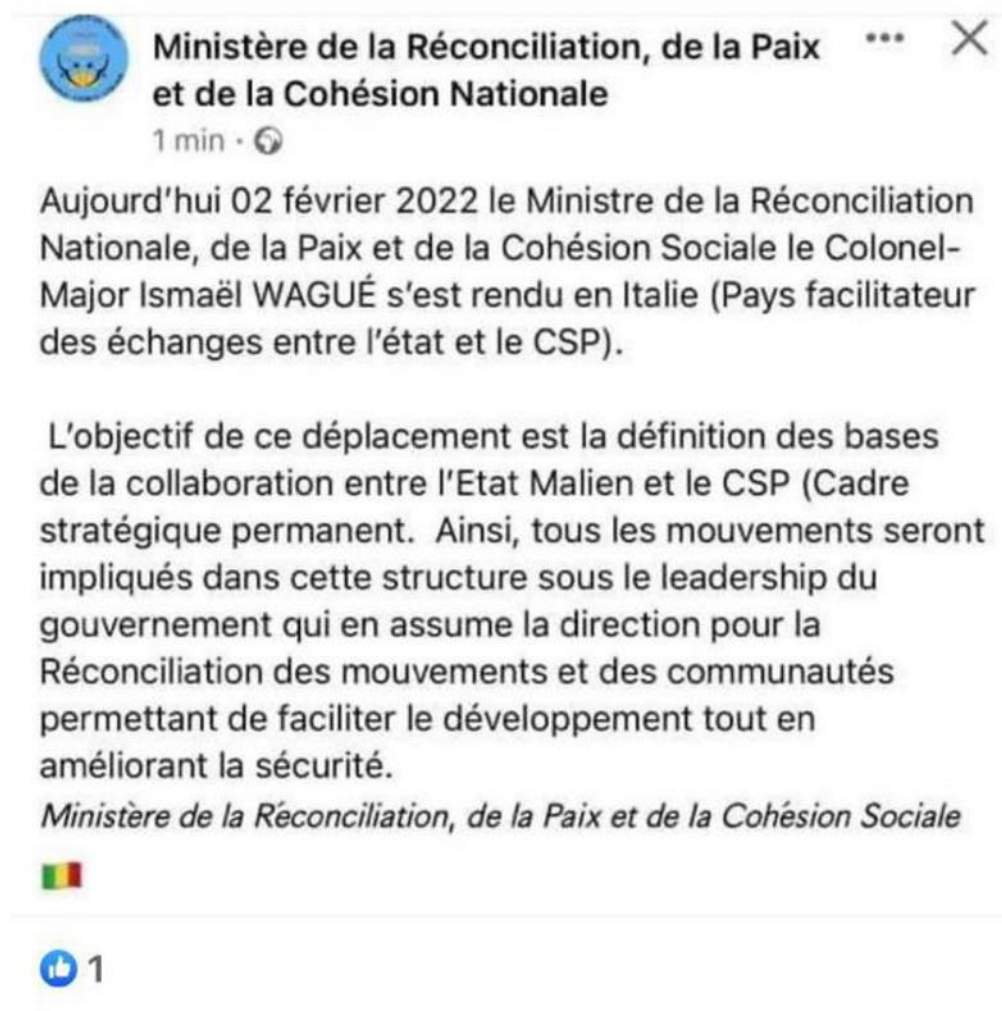 Ministère de la Réconciliation, de la Paix
et de la Cohésion Nationale
1 min ·
Aujourd'hui 02 février 2022 le Ministre de la Réconciliation
Nationale, de la Paix et de la Cohésion Sociale le Colonel-
Major Ismaël WAGUÉ s'est rendu en Italie (Pays facilitateur
des échanges entre l'état et le CSP).
L'objectif de ce déplacement est la définition des bases
de la collaboration entre l'Etat Malien et le CSP (Cadre
stratégique permanent. Ainsi, tous les mouvements seront
impliqués dans cette structure sous le leadership du
gouvernement qui en assume la direction pour la
Réconciliation des mouvements et des communautés
permettant de faciliter le développement tout en
améliorant la sécurité.
Ministère de la Réconciliation, de la Paix et de la Cohésion Sociale
1